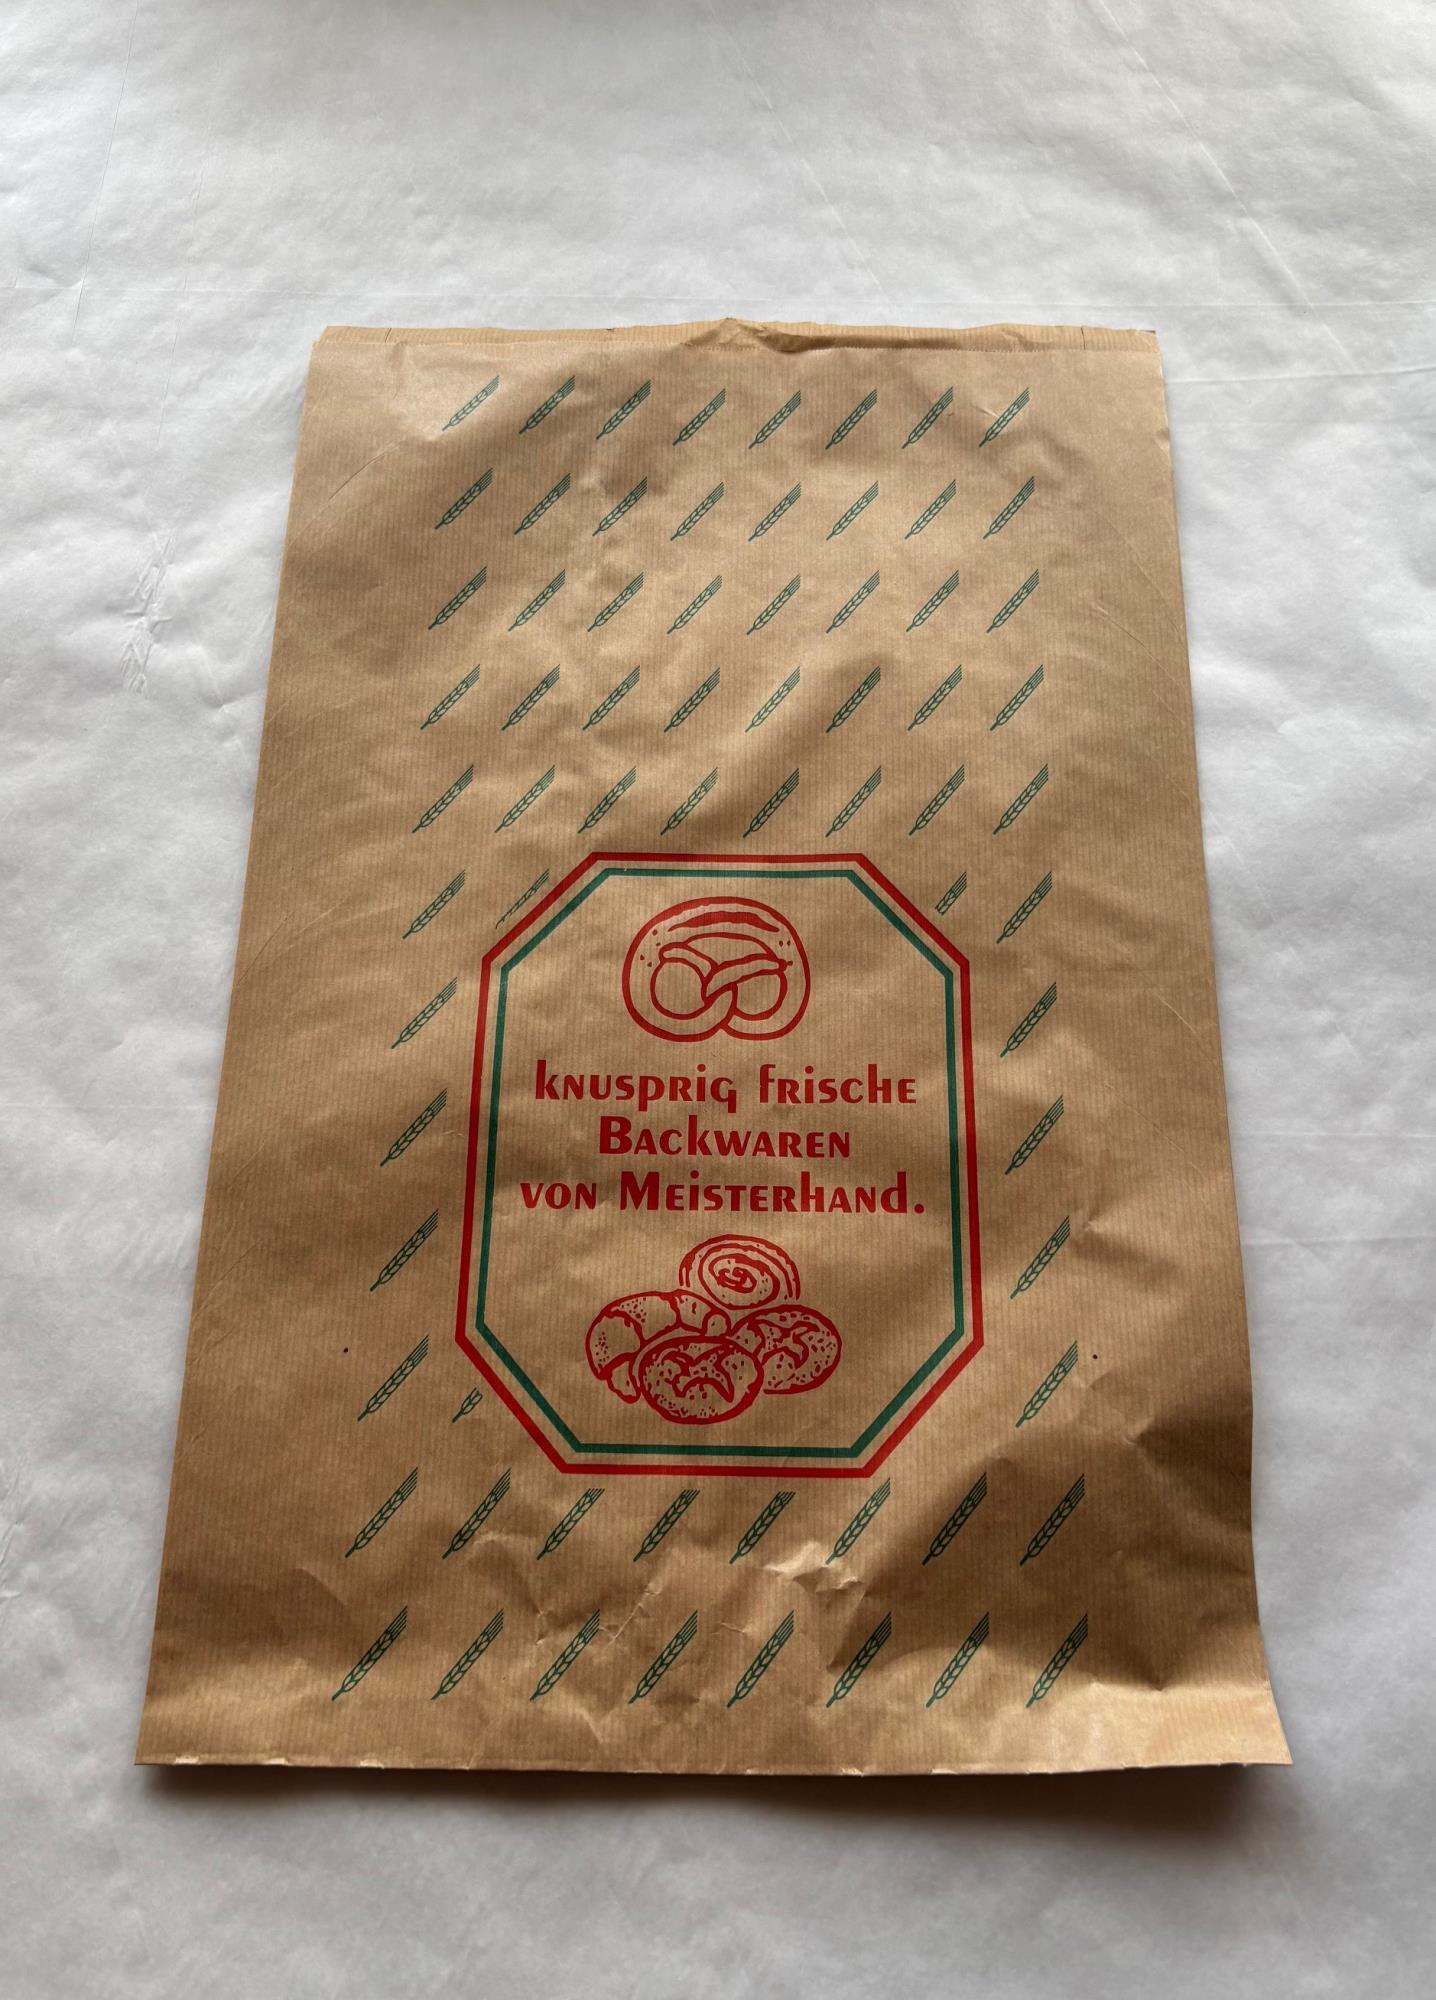 knusprig frische
Backwaren
von Meisterhand.